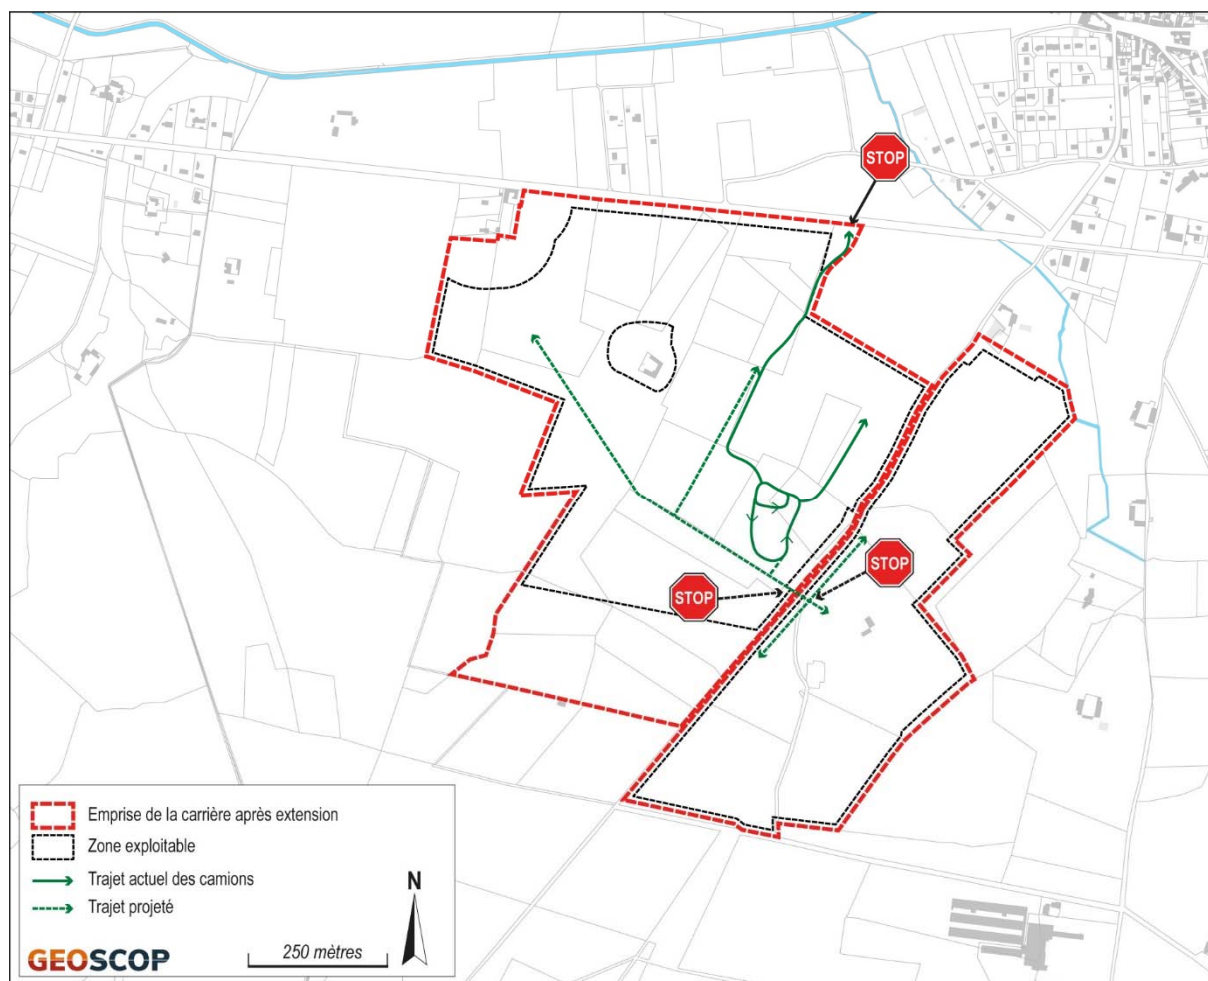 STOP
STOP
STOP
Emprise de la carrière après extension
Zone exploitable
Trajet actuel des camions
Trajet projeté
N
GEOSCOP
250 mètres